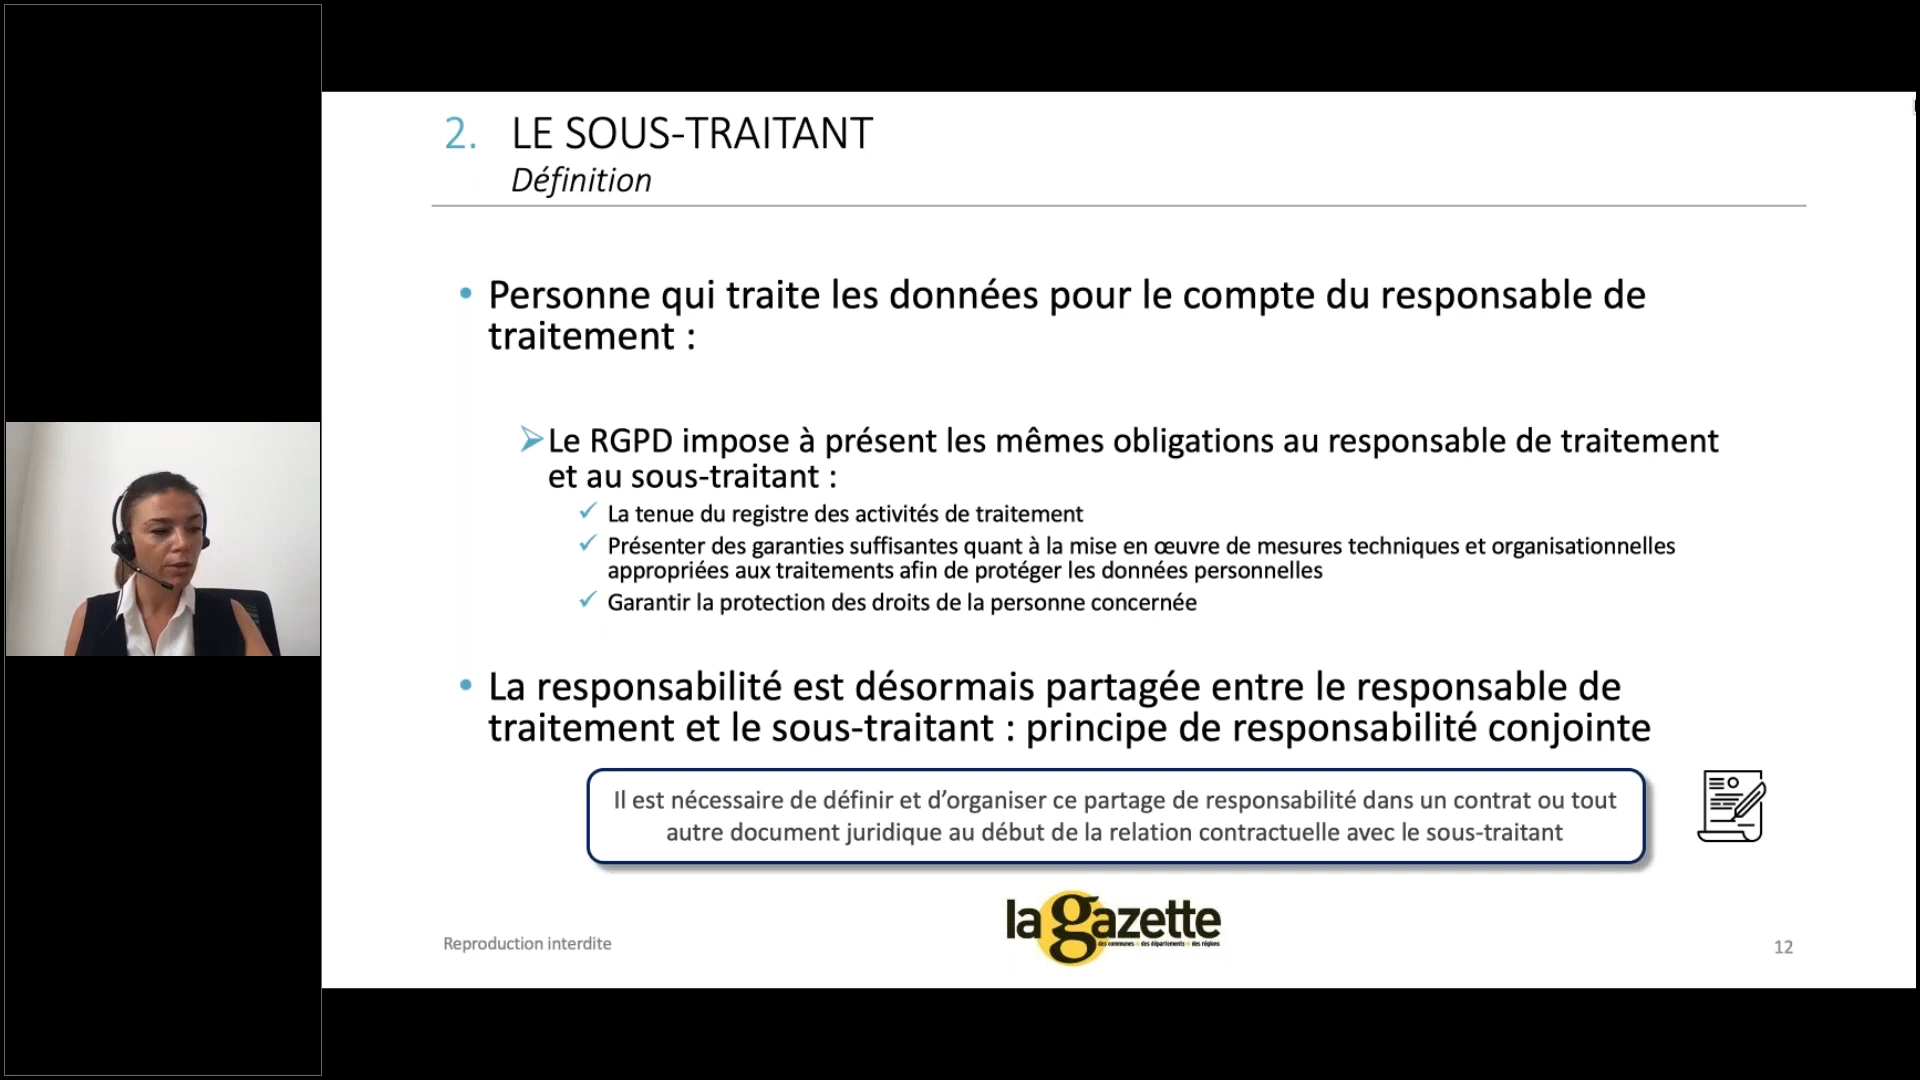 2. LE SOUS-TRAITANT
Définition
• Personne qui traite les données pour le compte du responsable de
traitement :
➢Le RGPD impose à présent les mêmes obligations au responsable de traitement
et au sous-traitant :
✓ La tenue du registre des activités de traitement
✓ Présenter des garanties suffisantes quant à la mise en œuvre de mesures techniques et organisationnelles
appropriées aux traitements afin de protéger les données personnelles
✓ Garantir la protection des droits de la personne concernée
• La responsabilité est désormais partagée entre le responsable de
traitement et le sous-traitant : principe de responsabilité conjointe
Il est nécessaire de définir et d’organiser ce partage de responsabilité dans un contrat ou tout
autre document juridique au début de la relation contractuelle avec le sous-traitant
la gazette
des communes des départements des régions
Reproduction interdite
12